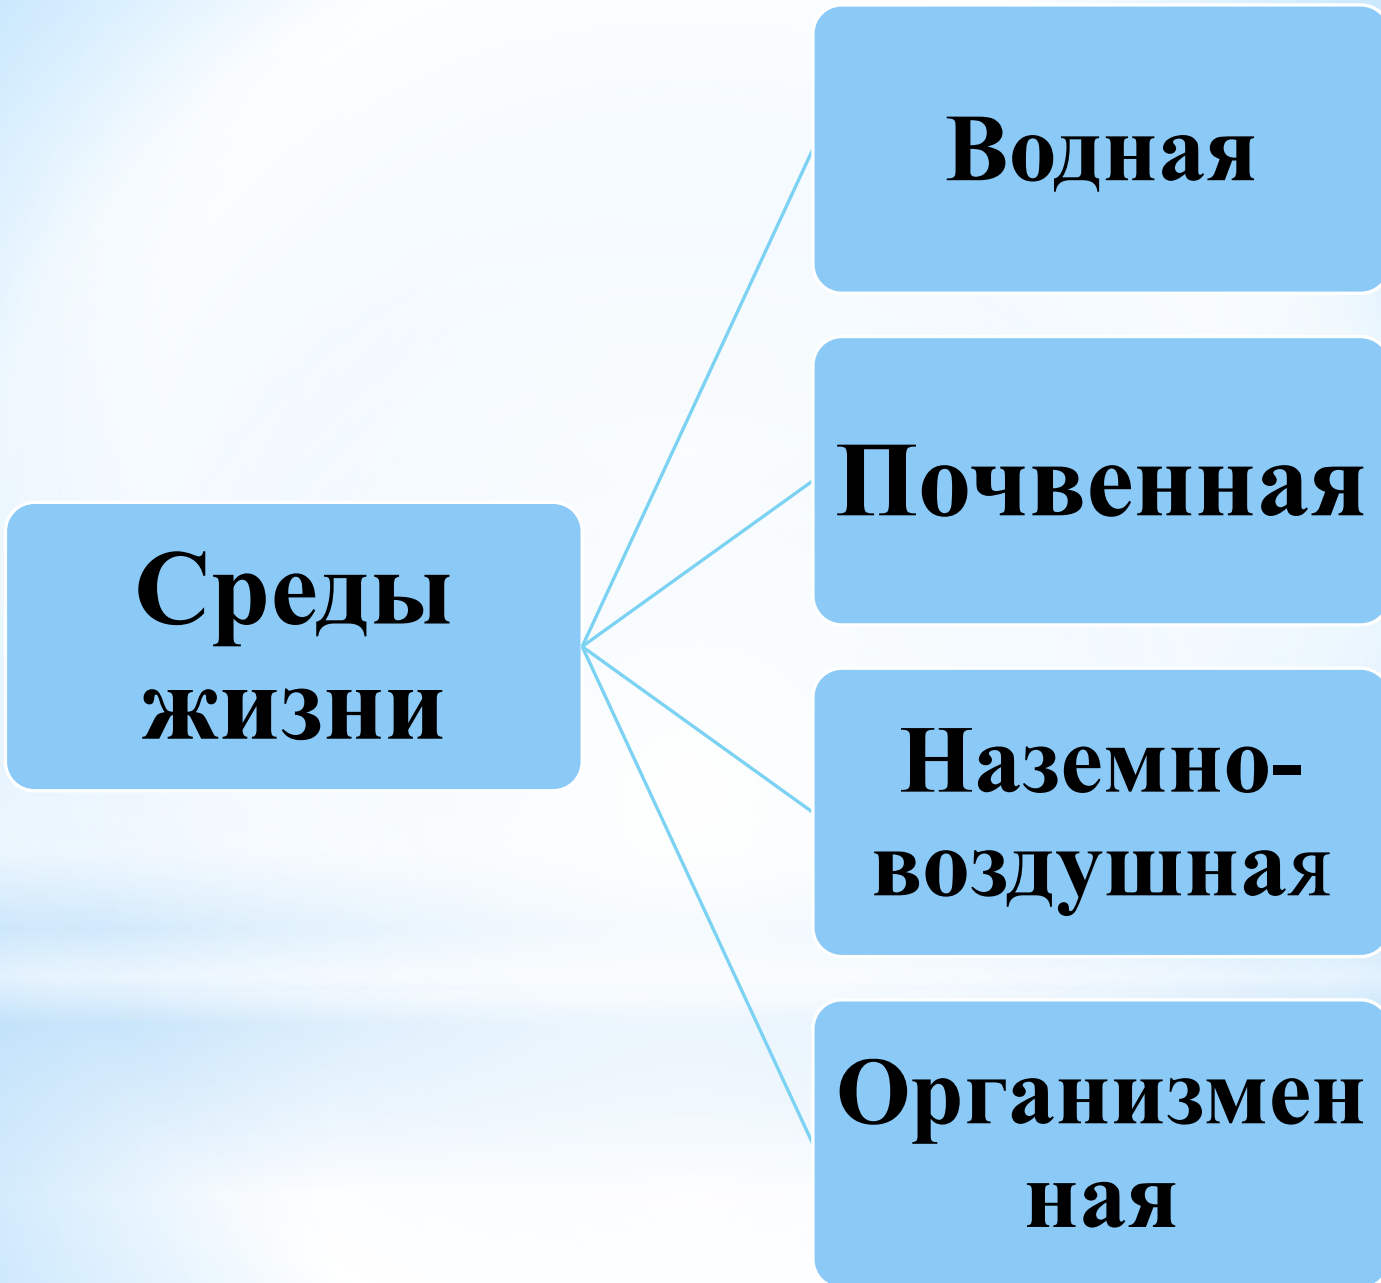 Среды
жизни
Водная
Почвенная
Наземно-
воздушная
Организмен
ная